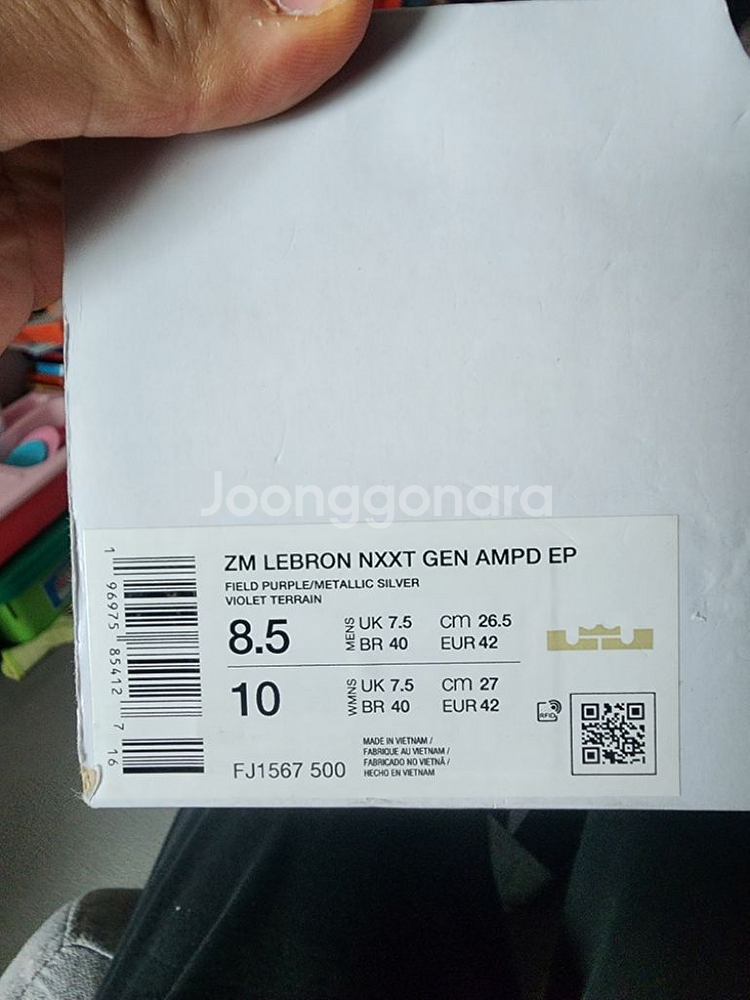 Joonggonara
ZM LEBRON NXXT GEN AMPD EP
FIELD PURPLE/METALLIC SILVER
VIOLET TERRAIN
8.5
MENS
UK 7.5 CM 26.5
BR 40 EUR 42
10
WMNS
UK 7.5 CM 27
BR 40 EUR 42
RFID
MADE IN VIETNAM /
FABRIQUE AU VIETNAM /
FABRICADO NO VIETNÃ /
HECHO EN VIETNAM
FJ1567 500
1 96975 85412 7 16